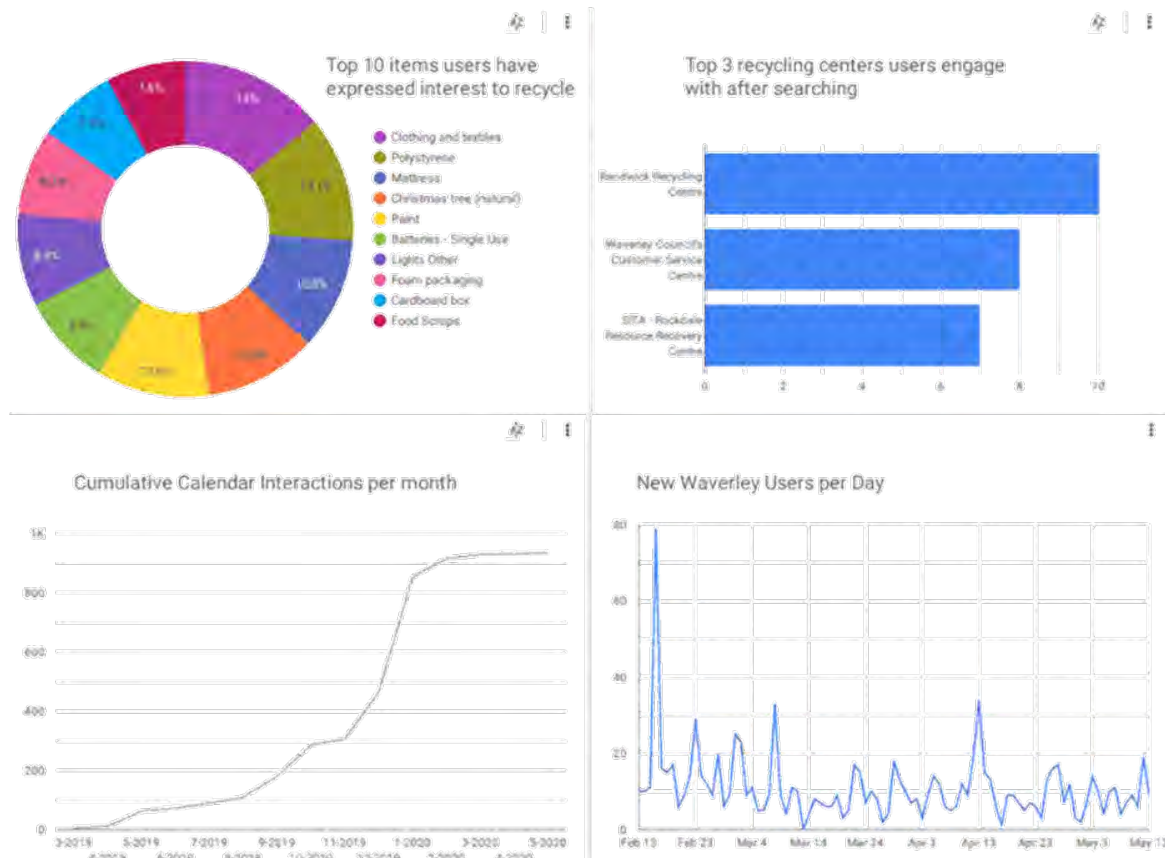 Top 10 items users have
expressed interest to recycle
14%
10.8%
Clothing and textiles
Polystyrene
Mattress
Christmas tree (natural)
Paint
Batteries - Single Use
Lights Other
Foam packaging
Cardboard box
Food Scraps
Top 3 recycling centers users engage
with after searching
Randwick Recycling
Centre
Waverley Council's
Customer Service
Centre
SITA - Rockdale
Resource Recovery
Centre
0 2 4 6 8 10
Cumulative Calendar Interactions per month
1K
800
600
400
200
0
3-2019 5-2019 7-2019 9-2019 11-2019 1-2020 3-2020 5-2020
New Waverley Users per Day
80
60
40
20
0
Feb 13 Feb 23 Mar 4 Mar 14 Mar 24 Apr 3 Apr 13 Apr 23 May 3